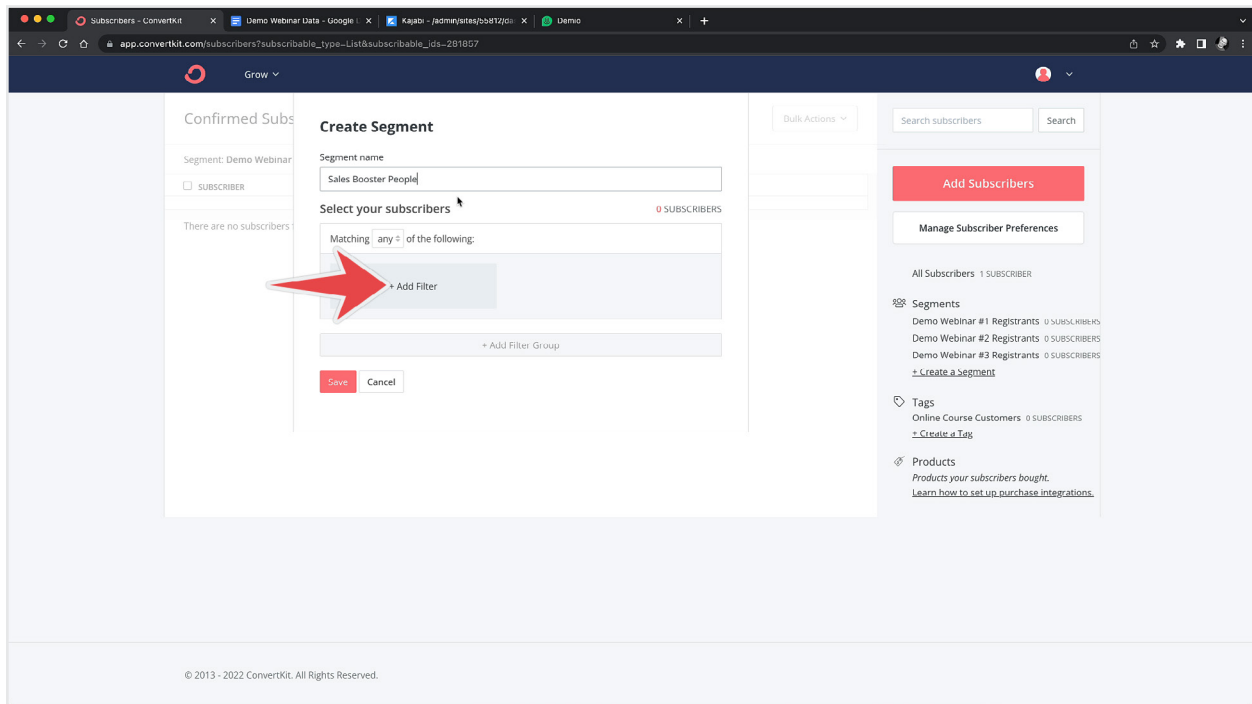 Subscribers - ConvertKit
Demo Webinar Data - Google
Kajabi - /admin/sites/55812/da
Demio
app.convertkit.com/subscribers?subscribable_type=List&subscribable_ids=281857
Grow
Confirmed Subs
Bulk Actions
Segment: Demo Webinar
SUBSCRIBER
There are no subscribers
Create Segment
Segment name
Sales Booster People
Select your subscribers 0 SUBSCRIBERS
Matching any of the following:
+ Add Filter
+ Add Filter Group
Save Cancel
Search subscribers Search
Add Subscribers
Manage Subscriber Preferences
All Subscribers 1 SUBSCRIBER
Segments
Demo Webinar #1 Registrants 0 SUBSCRIBERS
Demo Webinar #2 Registrants 0 SUBSCRIBERS
Demo Webinar #3 Registrants 0 SUBSCRIBERS
+ Create a Segment
Tags
Online Course Customers 0 SUBSCRIBERS
+ Create a Tag
Products
Products your subscribers bought.
Learn how to set up purchase integrations.
© 2013 - 2022 ConvertKit. All Rights Reserved.